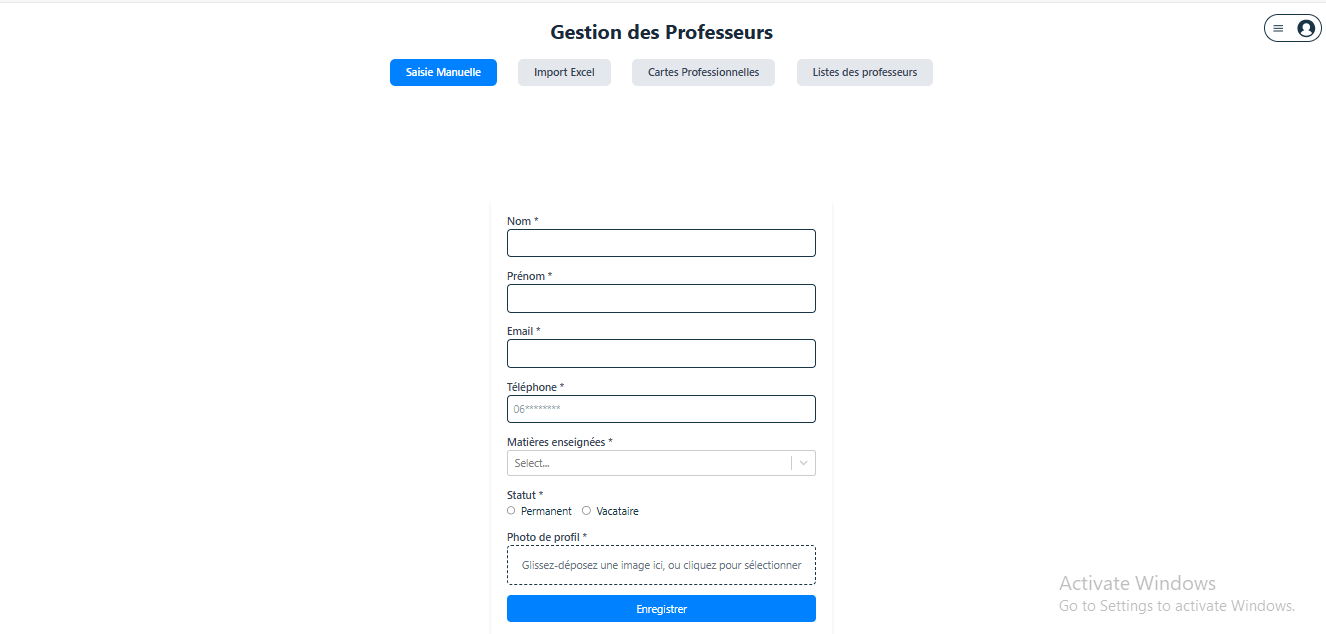 Gestion des Professeurs
Saisie Manuelle Import Excel Cartes Professionnelles Listes des professeurs
Nom *
Prénom *
Email *
Téléphone *
06********
Matières enseignées *
Select...
Statut *
Permanent Vacataire
Photo de profil *
Glissez-déposez une image ici, ou cliquez pour sélectionner
Enregistrer
Activate Windows
Go to Settings to activate Windows.